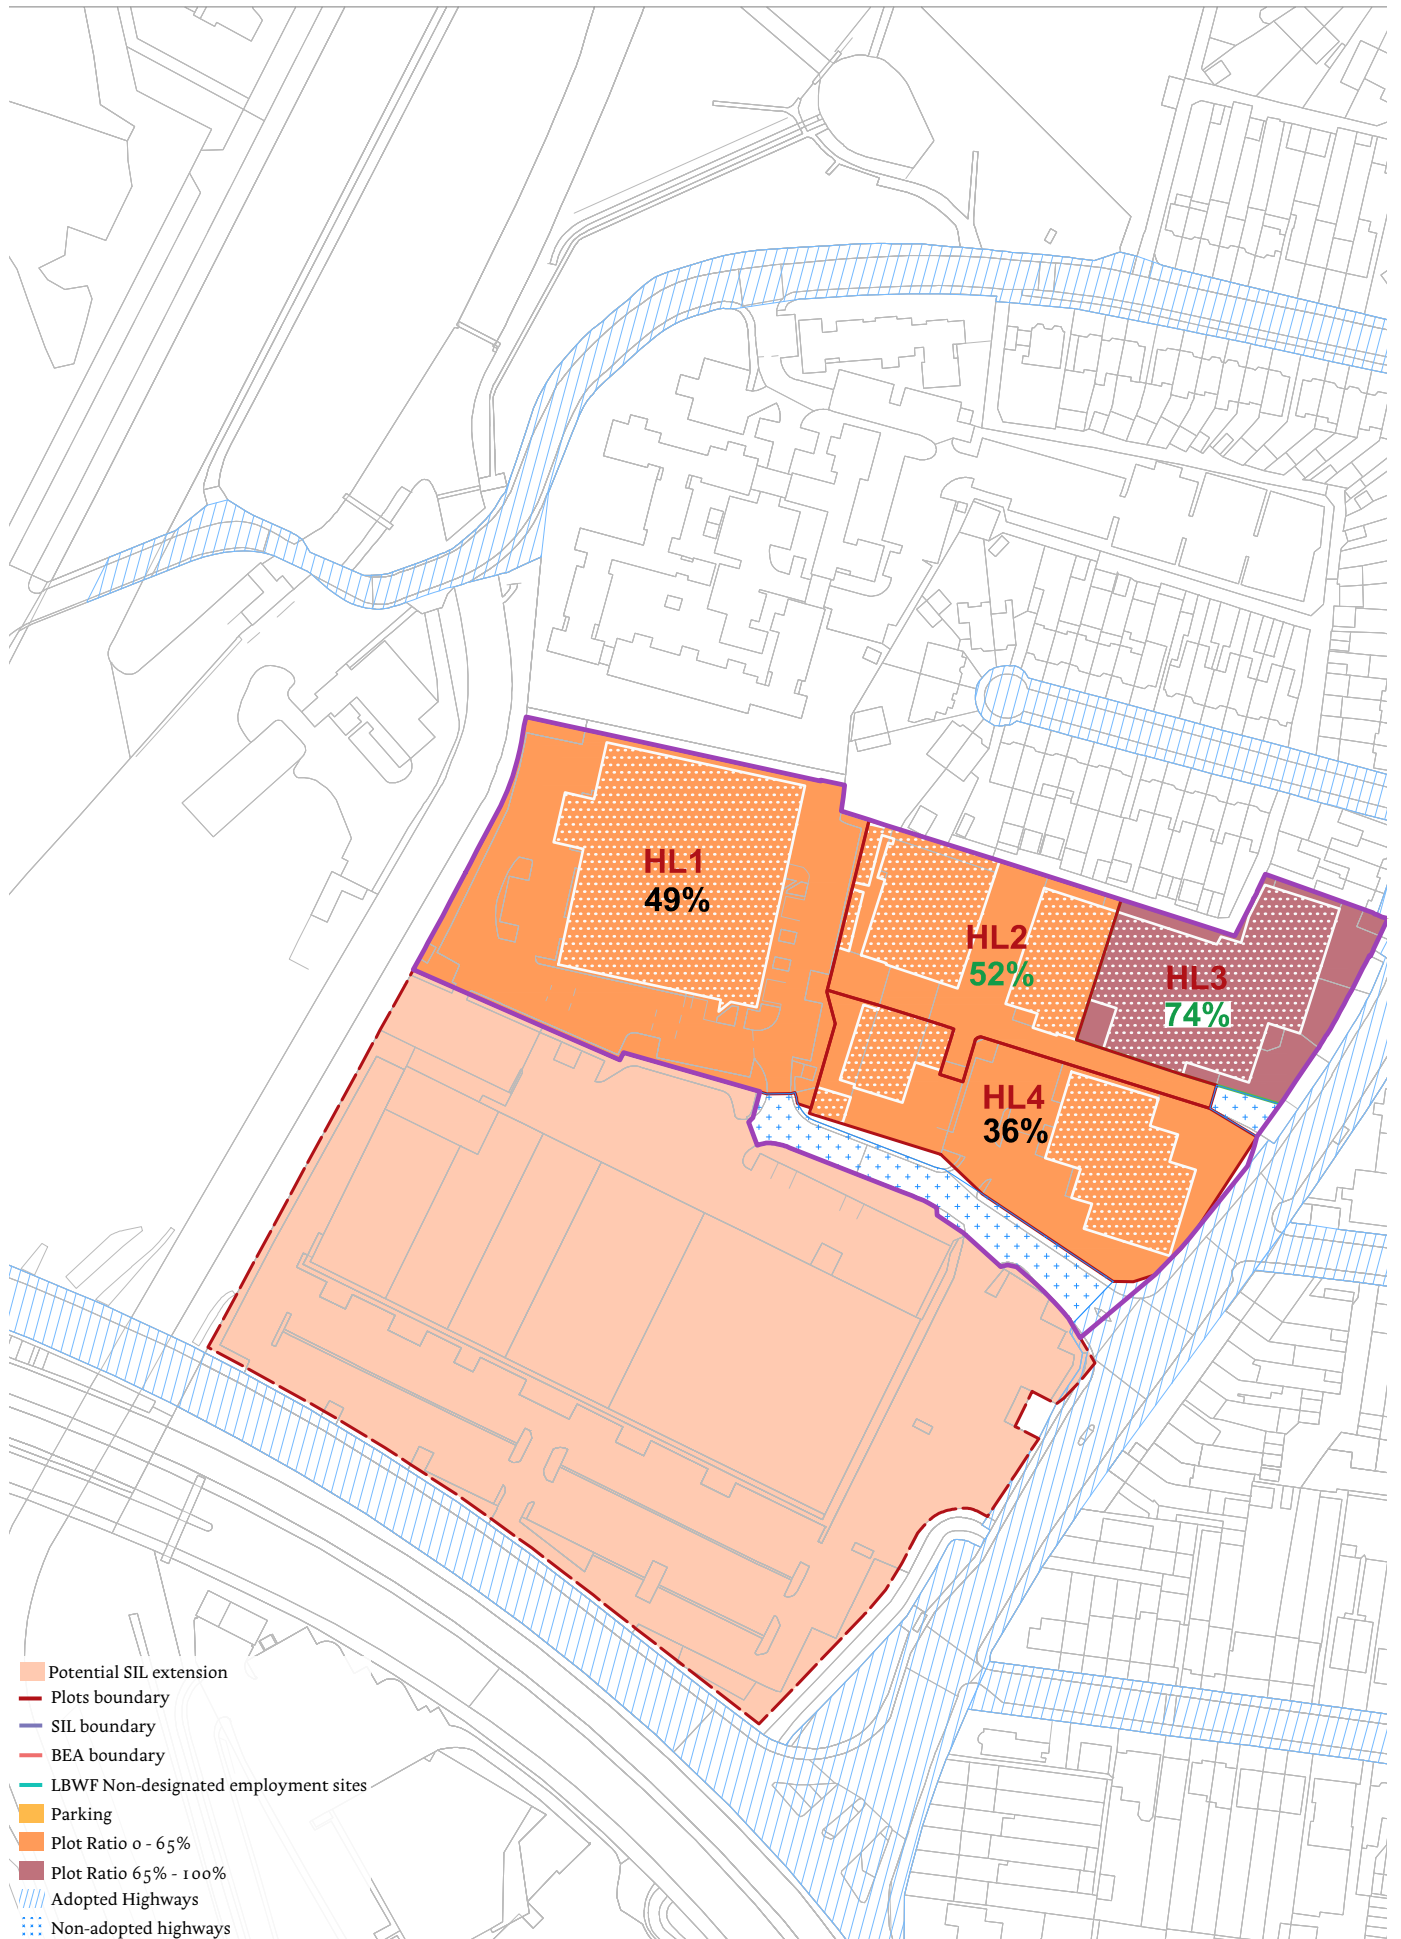 HL1
49%
HL2
52%
HL3
74%
HL4
36%
Potential SIL extension
Plots boundary
SIL boundary
BEA boundary
LBWF Non-designated employment sites
Parking
Plot Ratio 0 - 65%
Plot Ratio 65% - 100%
Adopted Highways
Non-adopted highways